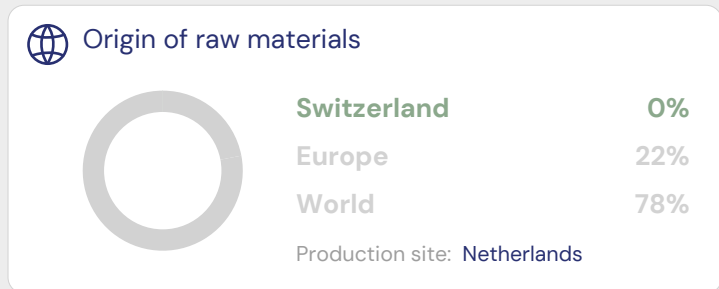 Origin of raw materials
Switzerland 0%
Europe 22%
World 78%
Production site: Netherlands